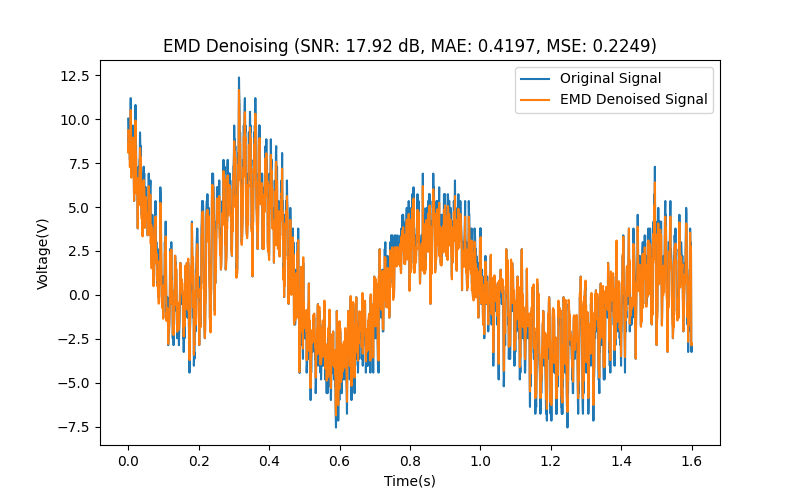 EMD Denoising (SNR: 17.92 dB, MAE: 0.4197, MSE: 0.2249)
Original Signal
EMD Denoised Signal
12.5
10.0
7.5
5.0
2.5
0.0
−2.5
−5.0
−7.5
Voltage(V)
0.0 0.2 0.4 0.6 0.8 1.0 1.2 1.4 1.6
Time(s)